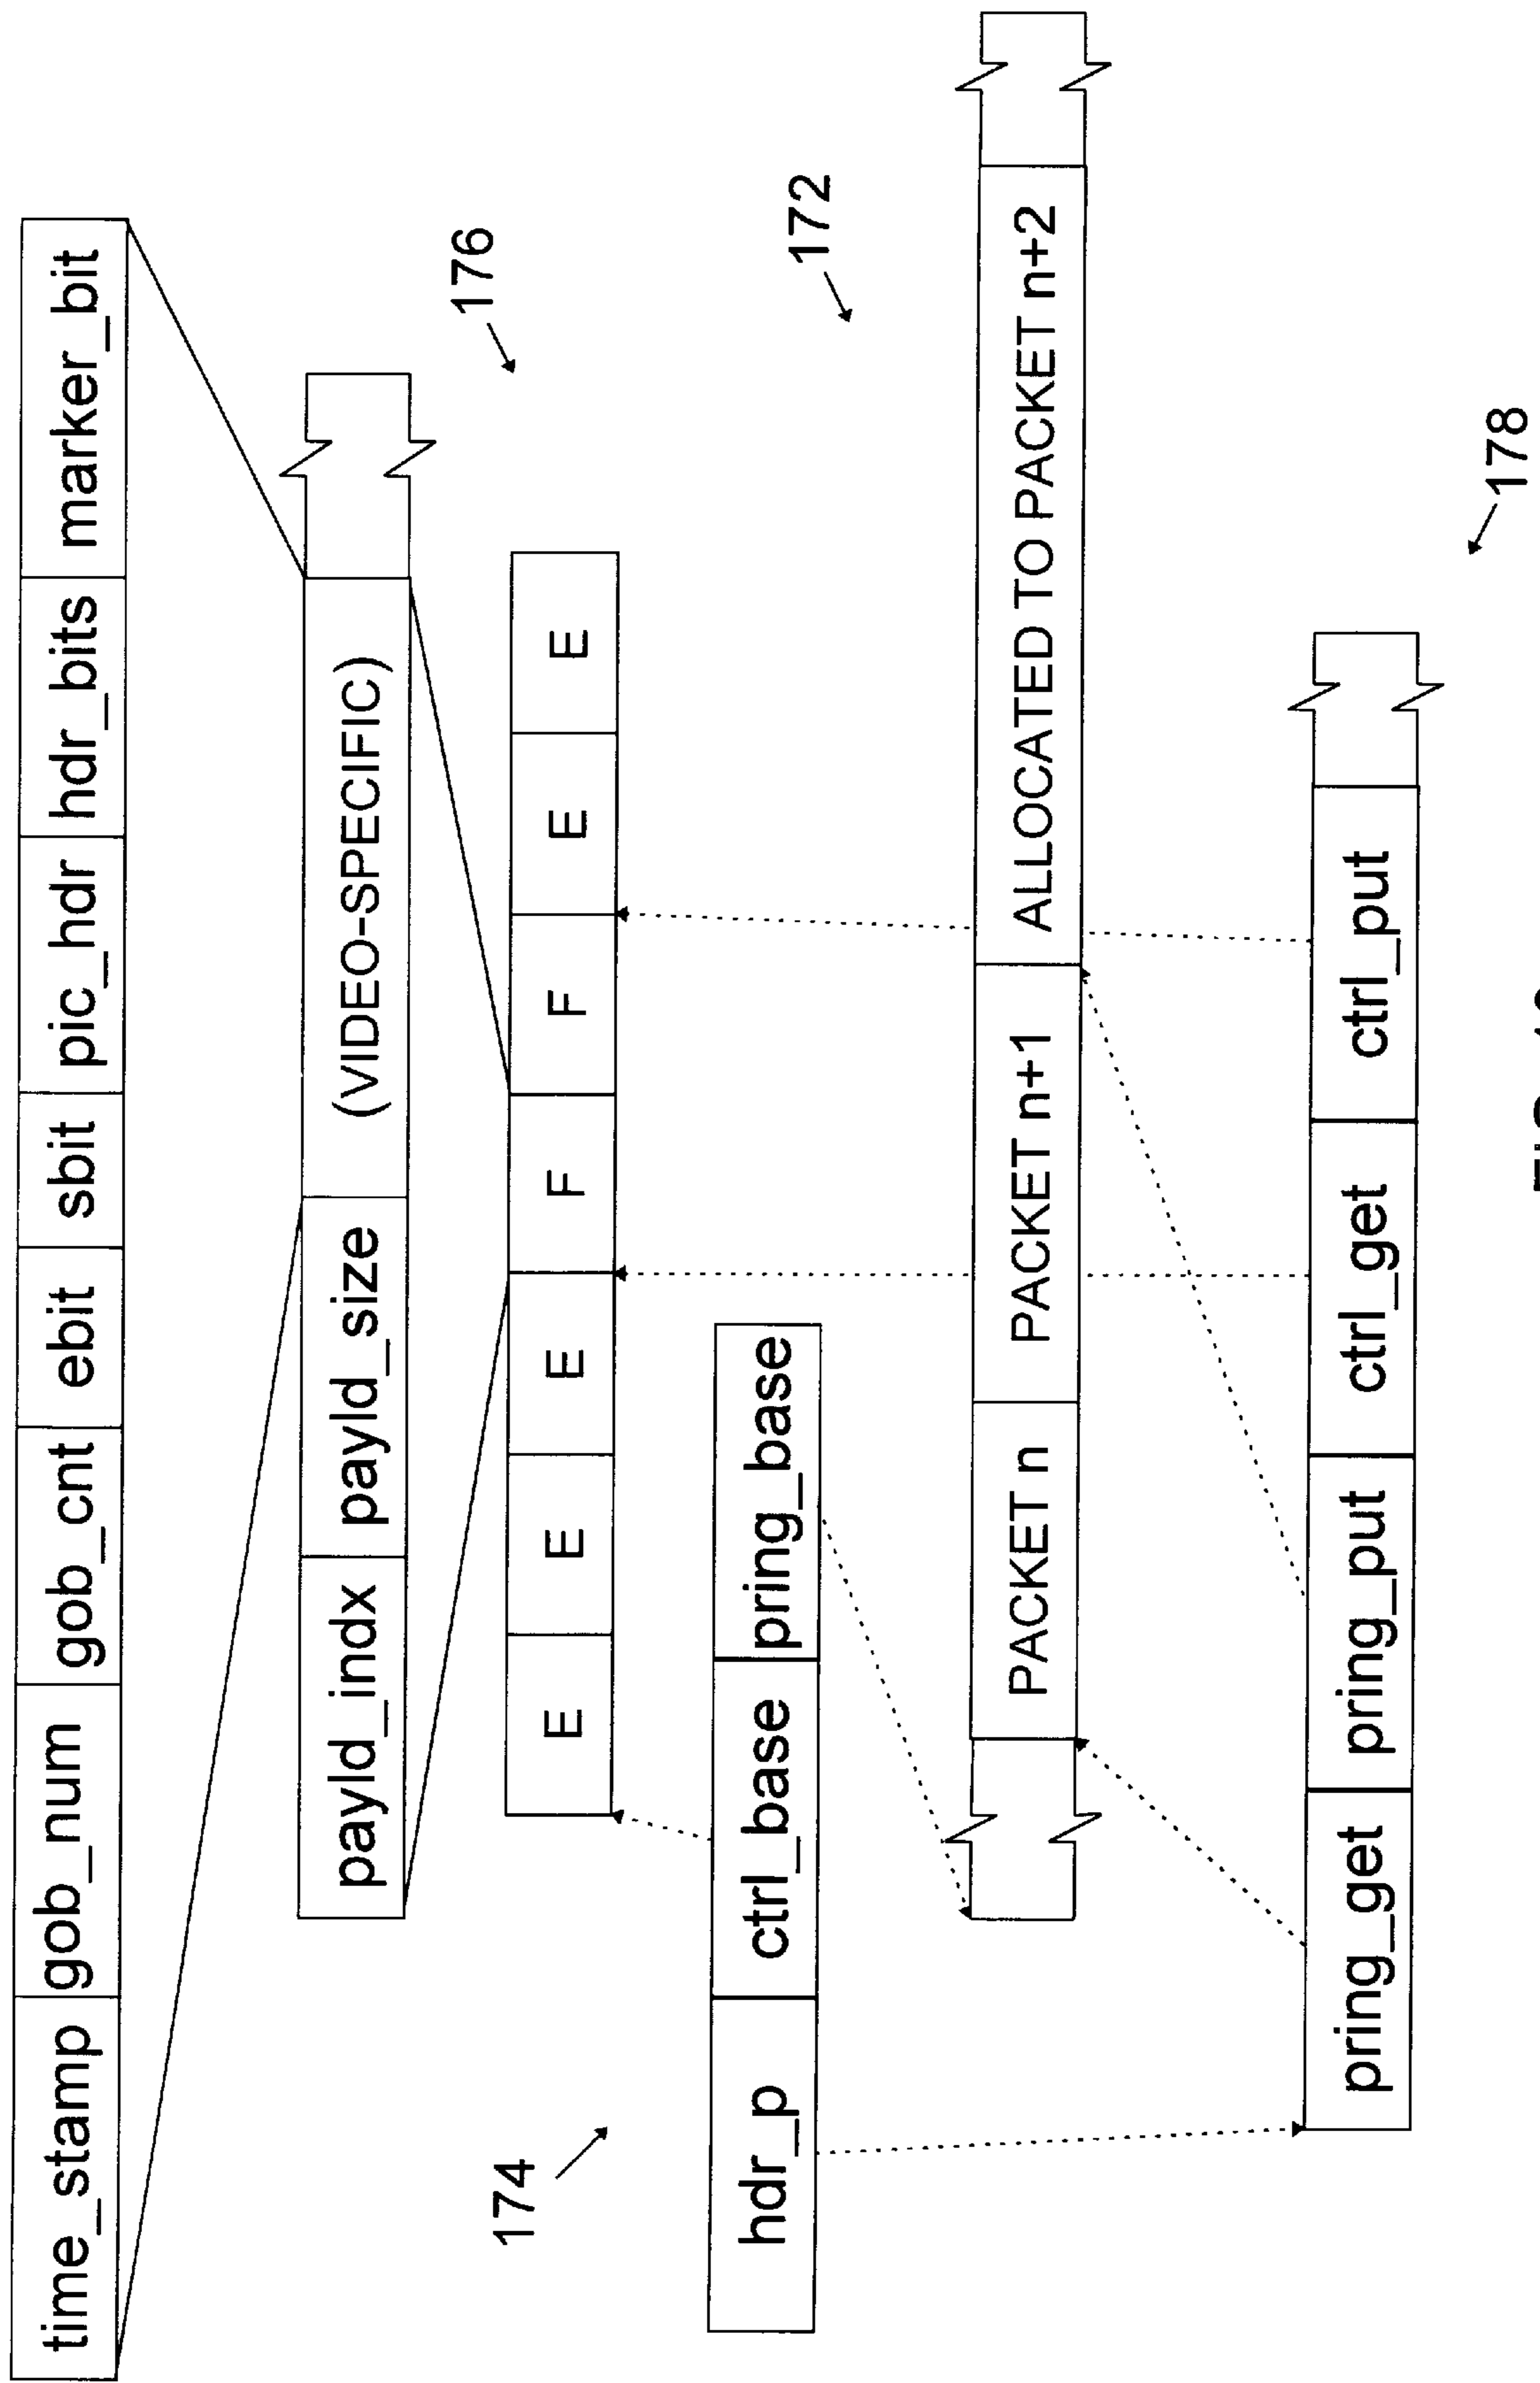 time_stamp gob_num gob_cnt ebit sbit pic_hdr hdr_bits marker_bit
payld_indx payld_size (VIDEO-SPECIFIC)
176
E E E F F E E
174
hdr_p ctrl_base pring_base
172
PACKET n PACKET n+1 ALLOCATED TO PACKET n+2
pring_get pring_put ctrl_get ctrl_put
178